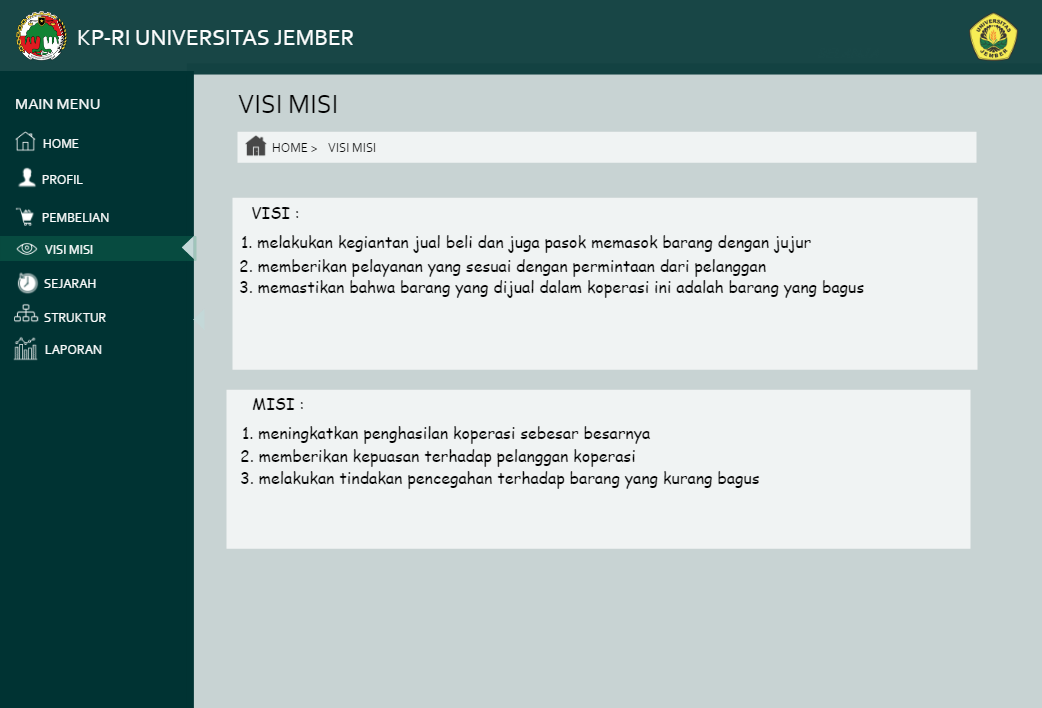 KP-RI UNIVERSITAS JEMBER
UNIVERSITAS
JEMBER
MAIN MENU
HOME
PROFIL
PEMBELIAN
VISI MISI
SEJARAH
STRUKTUR
LAPORAN
VISI MISI
HOME > VISI MISI
VISI :
1. melakukan kegiantan jual beli dan juga pasok memasok barang dengan jujur
2. memberikan pelayanan yang sesuai dengan permintaan dari pelanggan
3. memastikan bahwa barang yang dijual dalam koperasi ini adalah barang yang bagus
MISI :
1. meningkatkan penghasilan koperasi sebesar besarnya
2. memberikan kepuasan terhadap pelanggan koperasi
3. melakukan tindakan pencegahan terhadap barang yang kurang bagus